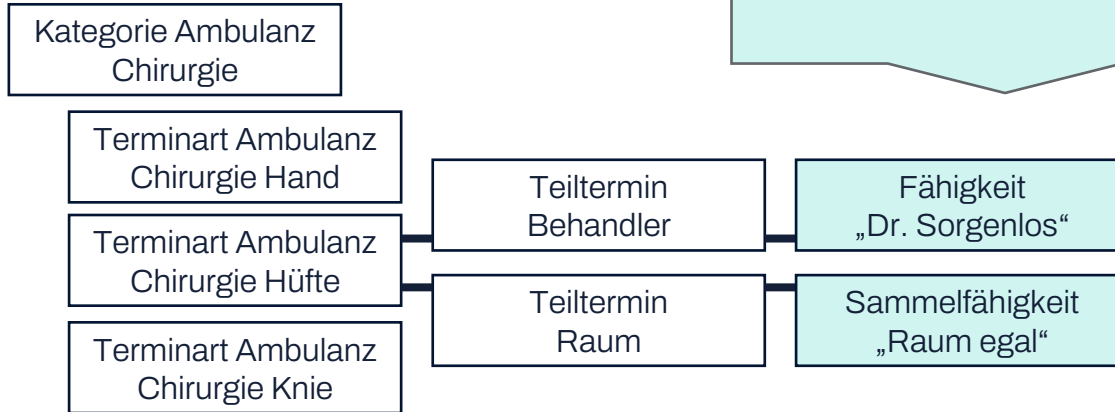 Kategorie Ambulanz
Chirurgie
Terminart Ambulanz
Chirurgie Hand
Terminart Ambulanz
Chirurgie Hüfte
Terminart Ambulanz
Chirurgie Knie
Teiltermin
Behandler
Teiltermin
Raum
Fähigkeit
„Dr. Sorgenlos“
Sammelfähigkeit
„Raum egal“